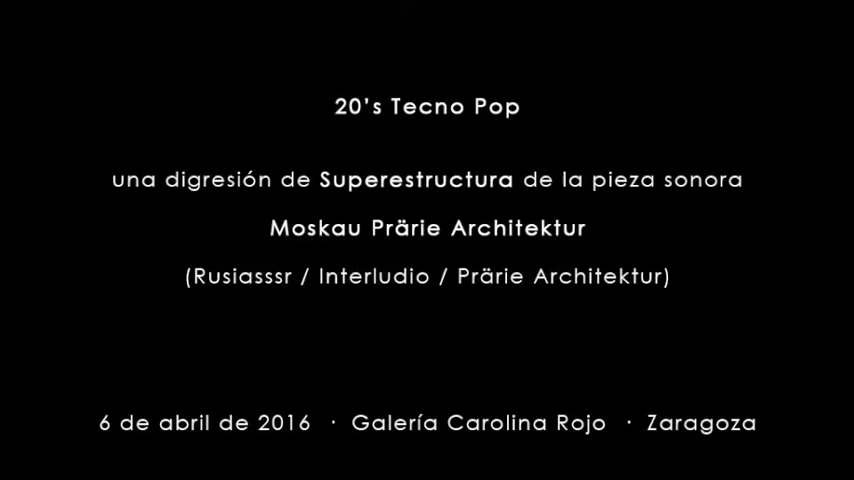 20's Tecno Pop
una digresión de Superestructura de la pieza sonora
Moskau Prärie Architektur
(Rusiasssr / Interludio / Prärie Architektur)
6 de abril de 2016 · Galería Carolina Rojo · Zaragoza